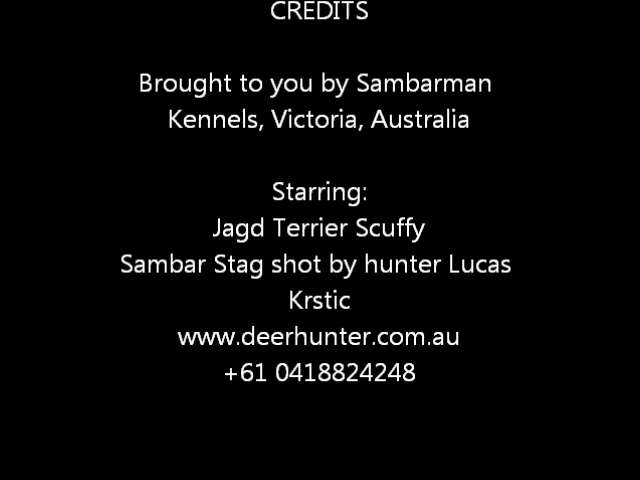 CREDITS
Brought to you by Sambarman
Kennels, Victoria, Australia
Starring:
Jagd Terrier Scuffy
Sambar Stag shot by hunter Lucas
Krstic
www.deerhunter.com.au
+61 0418824248